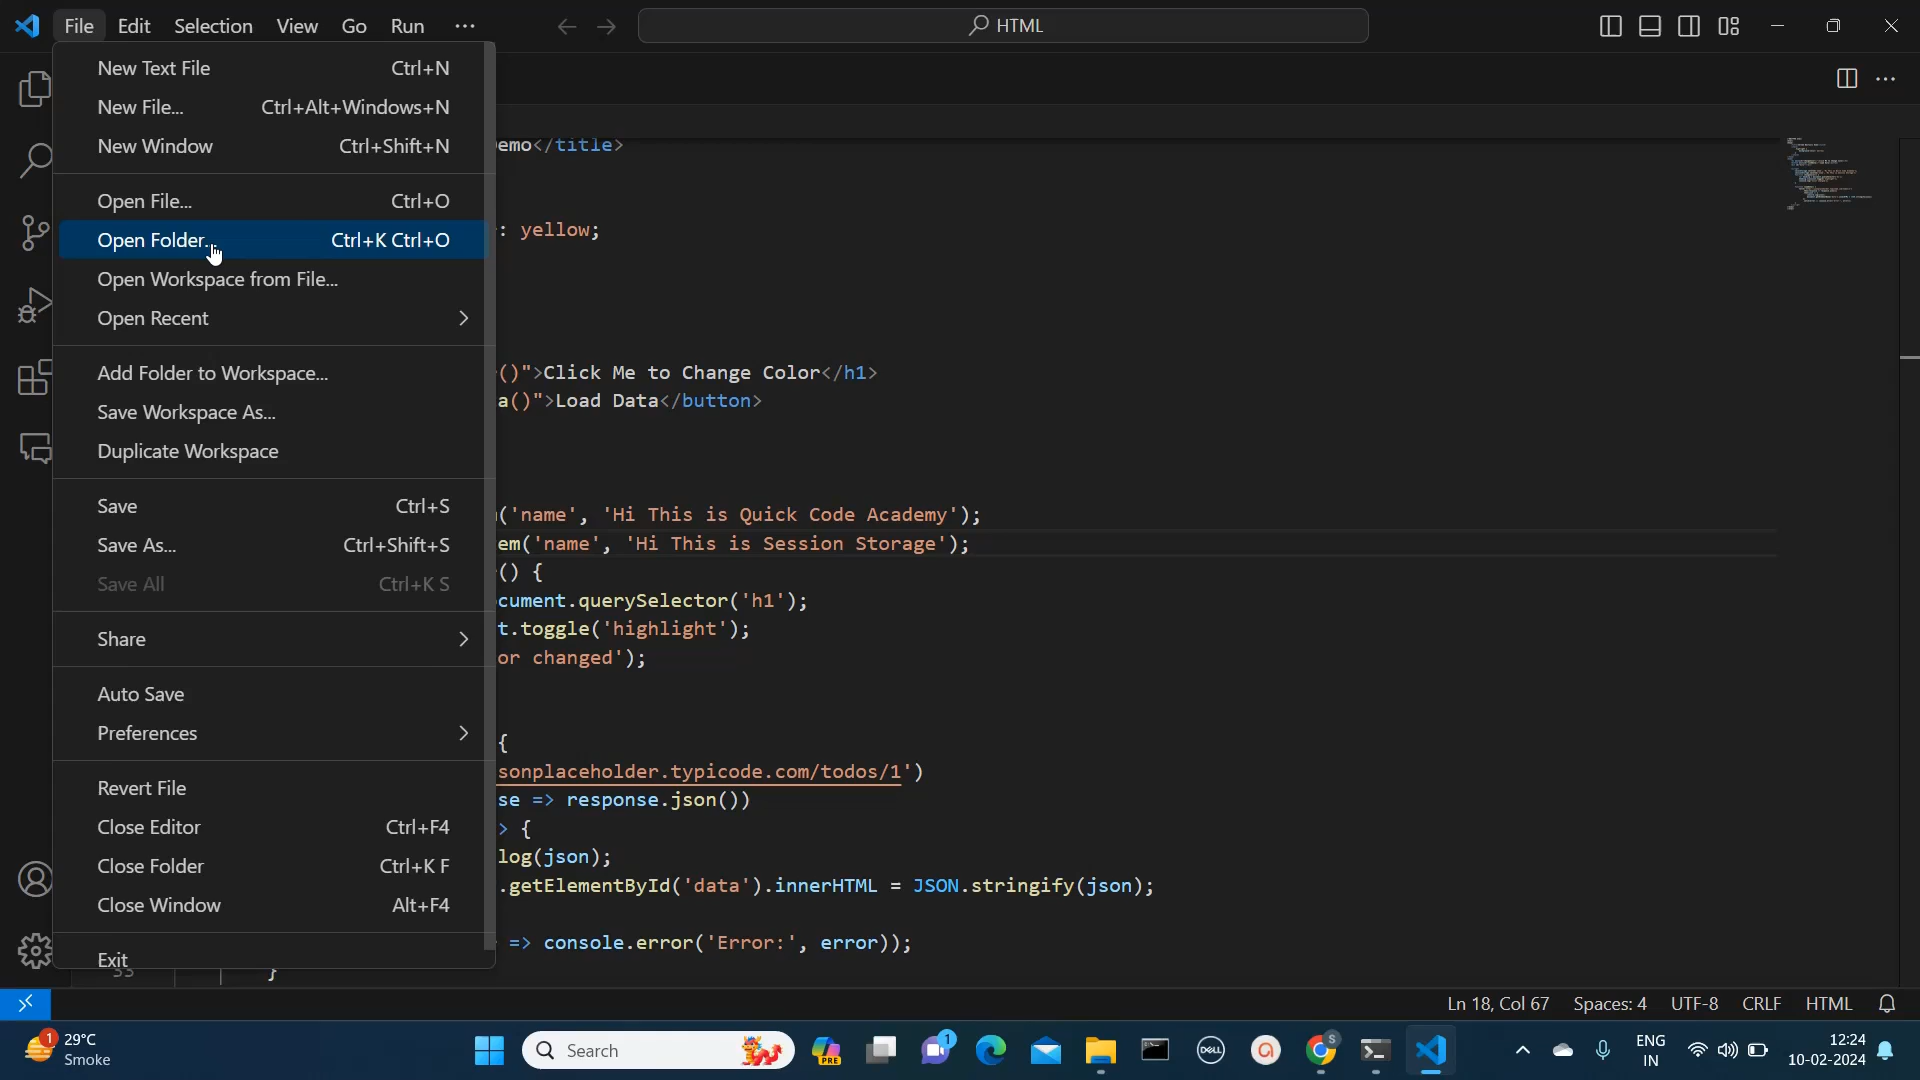 File Edit Selection View Go Run ...
HTML
New Text File Ctrl+N
New File... Ctrl+Alt+Windows+N
New Window Ctrl+Shift+N
Open File... Ctrl+O
Open Folder... Ctrl+K Ctrl+O
Open Workspace from File...
Open Recent
Add Folder to Workspace...
Save Workspace As...
Duplicate Workspace
Save Ctrl+S
Save As... Ctrl+Shift+S
Save All Ctrl+K S
Share
Auto Save
Preferences
Revert File
Close Editor Ctrl+F4
Close Folder Ctrl+K F
Close Window Alt+F4
Exit
emo</title>
: yellow;
()">Click Me to Change Color</h1>
a()">Load Data</button>
('name', 'Hi This is Quick Code Academy');
em('name', 'Hi This is Session Storage');
() {
cument.querySelector('h1');
t.toggle('highlight');
or changed');
{
sonplaceholder.typicode.com/todos/1')
se => response.json())
> {
log(json);
.getElementById('data').innerHTML = JSON.stringify(json);
=> console.error('Error:', error));
33 }
Ln 18, Col 67 Spaces: 4 UTF-8 CRLF HTML
1 29°C
Smoke
Search
PRE
1
DELL
a
S
ENG
IN
12:24
10-02-2024